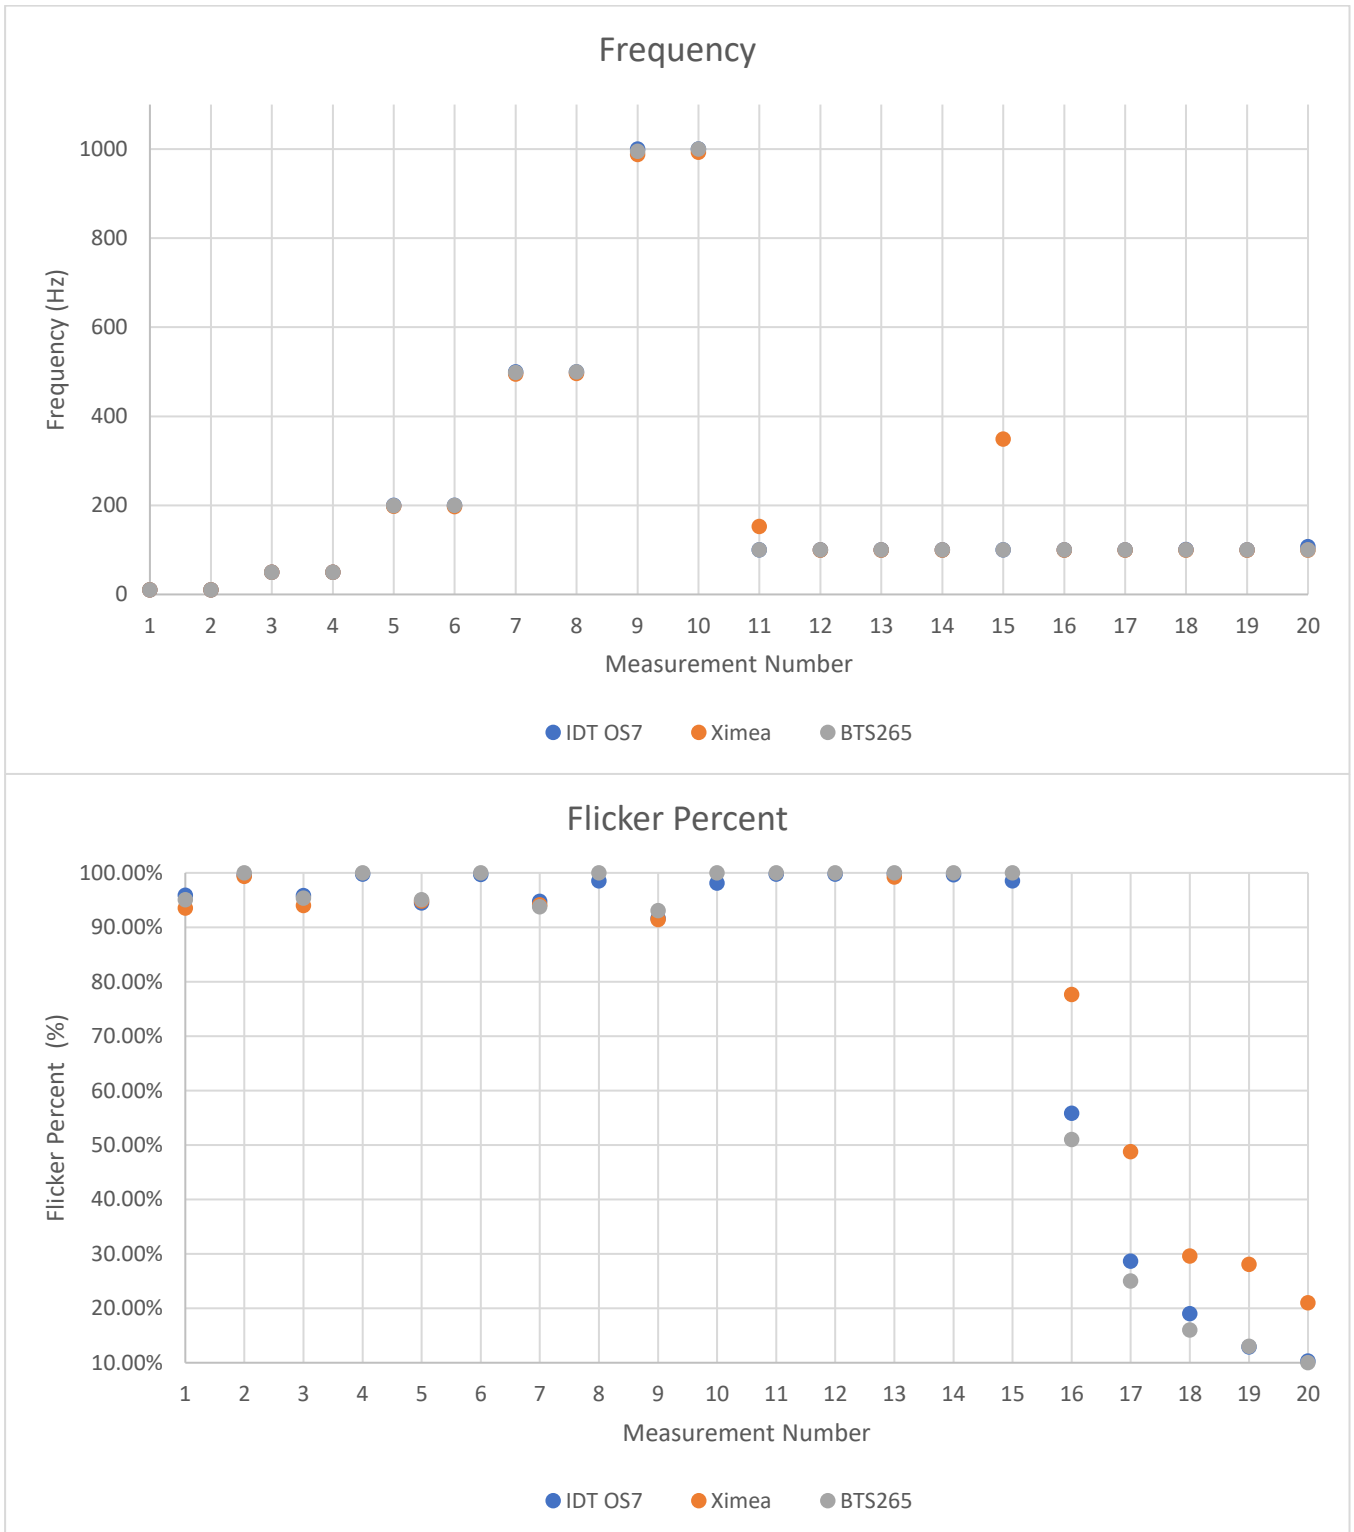 Frequency
1000
800
600
400
200
0
Frequency (Hz)
1 2 3 4 5 6 7 8 9 10 11 12 13 14 15 16 17 18 19 20
Measurement Number
IDT OS7 Ximea BTS265
Flicker Percent
100.00%
90.00%
80.00%
70.00%
60.00%
50.00%
40.00%
30.00%
20.00%
10.00%
Flicker Percent (%)
1 2 3 4 5 6 7 8 9 10 11 12 13 14 15 16 17 18 19 20
Measurement Number
IDT OS7 Ximea BTS265